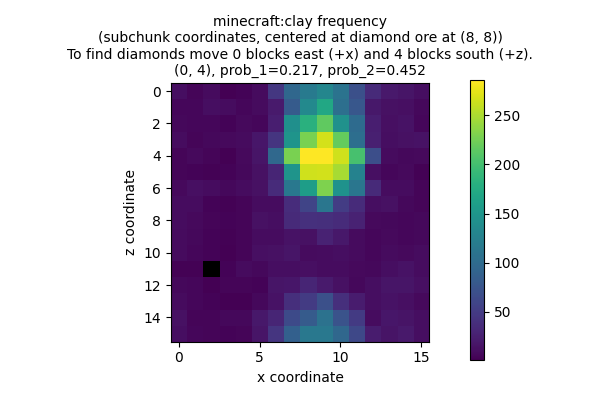 minecraft:clay frequency
(subchunk coordinates, centered at diamond ore at (8, 8))
To find diamonds move 0 blocks east (+x) and 4 blocks south (+z).
(0, 4), prob_1=0.217, prob_2=0.452
0
2
4
6
8
10
12
14
z coordinate
0
5
10
15
x coordinate
250
200
150
100
50